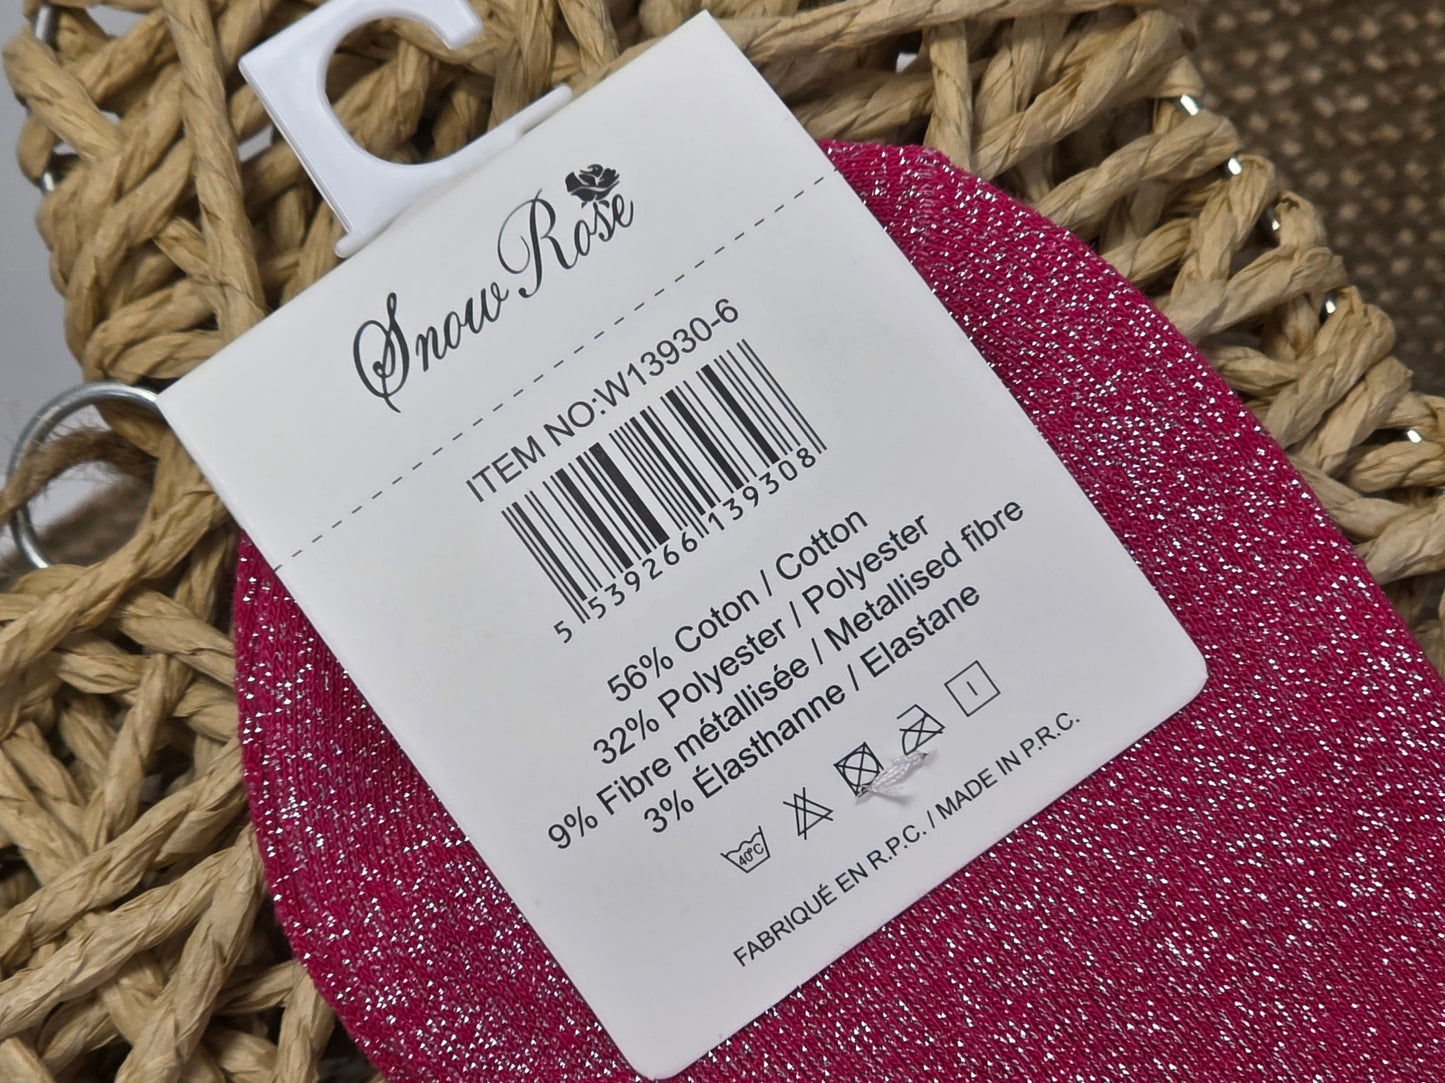 Snow Rose
ITEM NO:W13930-6
5 539266 139308
56% Coton / Cotton
32% Polyester / Polyester
9% Fibre métallisée / Metallised fibre
3% Élasthanne / Elastane
40°C
FABRIQUÉ EN R.P.C. / MADE IN P.R.C.